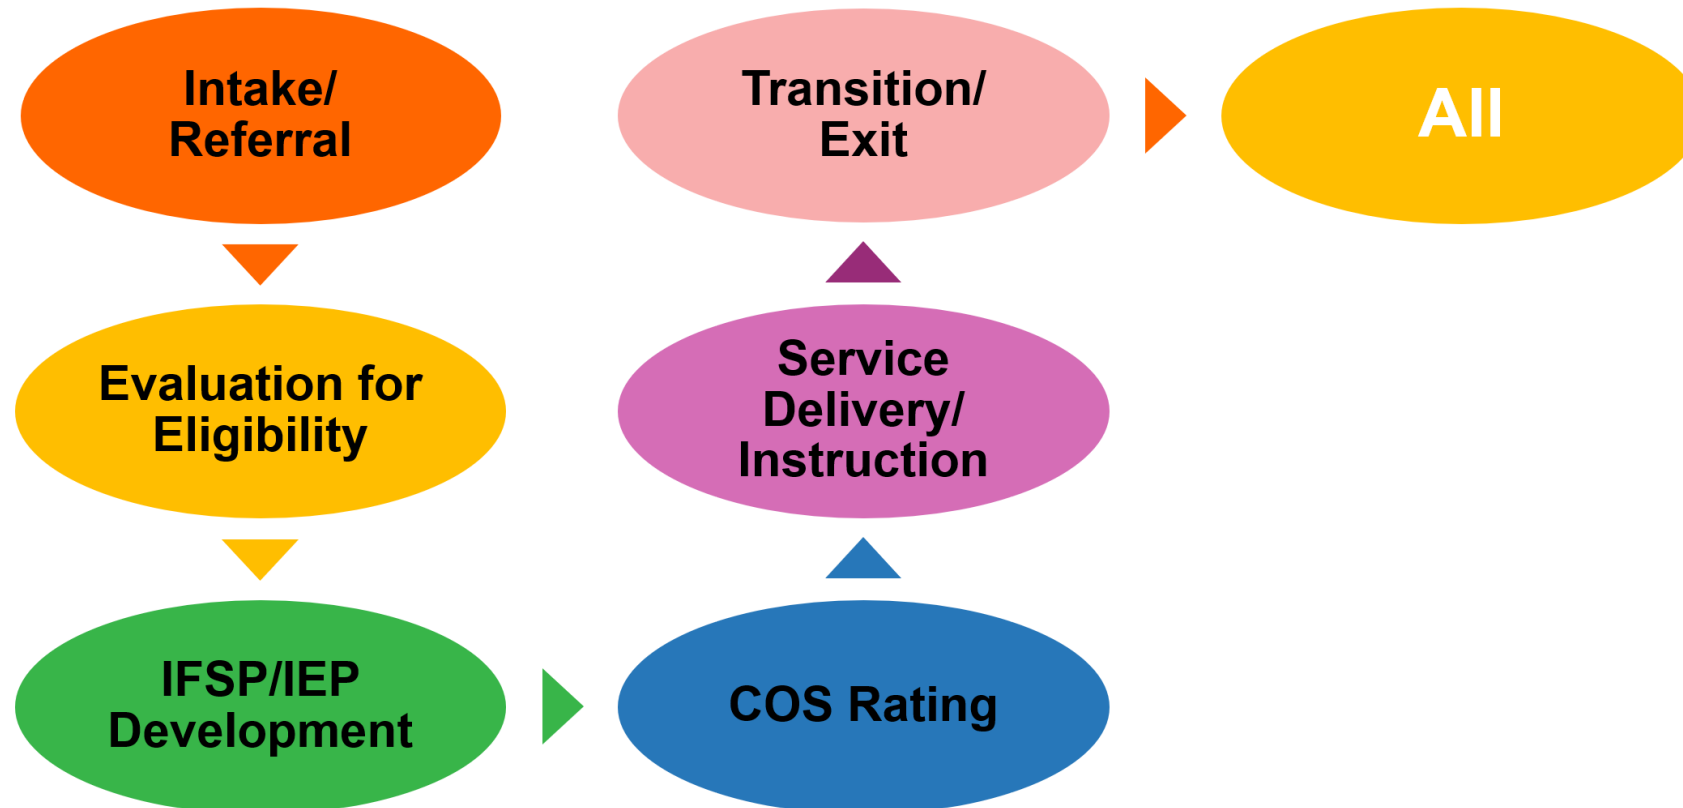 Intake/
Referral
Evaluation for
Eligibility
IFSP/IEP
Development
COS Rating
Service
Delivery/
Instruction
Transition/
Exit
All